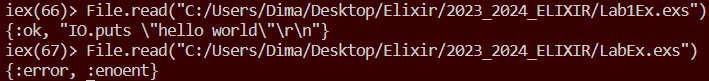 iex(66)> File.read("C:/Users/Dima/Desktop/Elixir/2023_2024_ELIXIR/Lab1Ex.exs")
{:ok, "IO.puts \"hello world\"\r\n"}
iex(67)> File.read("C:/Users/Dima/Desktop/Elixir/2023_2024_ELIXIR/LabEx.exs")
{:error, :enoent}